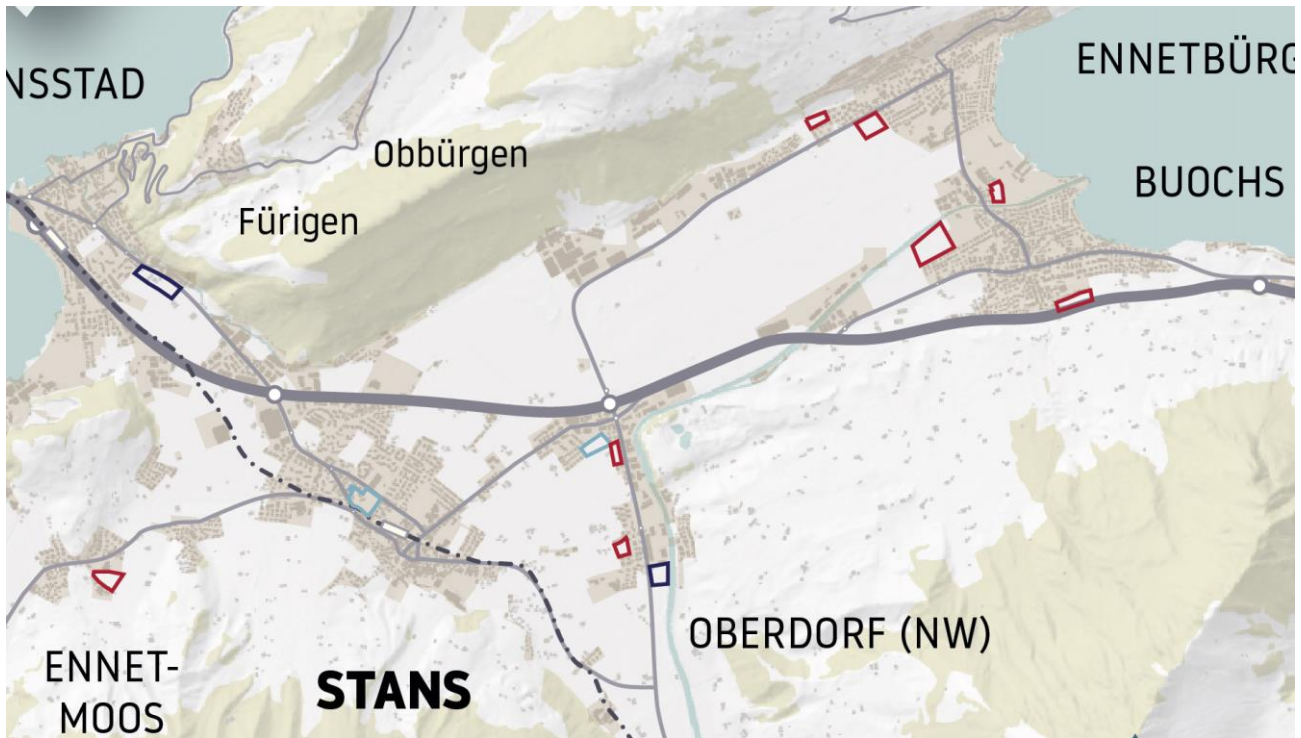 ENNETBÜRG
NSSTAD
Obbürgen
BUOCHS
Fürigen
OBERDORF (NW)
ENNET-
MOOS
STANS